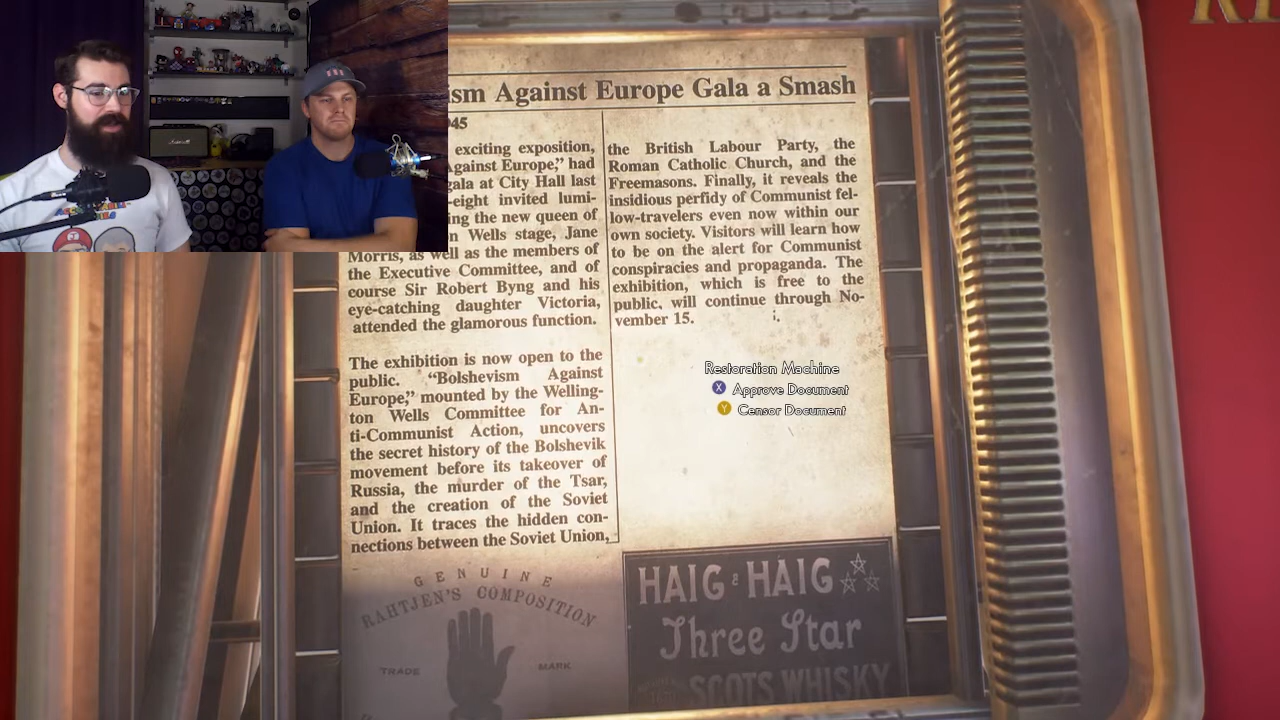 ism Against Europe Gala a Smash
945
exciting exposition,
Against Europe,” had
gala at City Hall last
-eight invited lumi-
ing the new queen of
n Wells stage, Jane
Morris, as well as the members of
the Executive Committee, and of
course Sir Robert Byng and his
eye-catching daughter Victoria,
attended the glamorous function.
The exhibition is now open to the
public. “Bolshevism Against
Europe,” mounted by the Welling-
ton Wells Committee for An-
ti-Communist Action, uncovers
the secret history of the Bolshevik
movement before its takeover of
Russia, the murder of the Tsar,
and the creation of the Soviet
Union. It traces the hidden con-
nections between the Soviet Union,
the British Labour Party, the
Roman Catholic Church, and the
Freemasons. Finally, it reveals the
insidious perfidy of Communist fel-
low-travelers even now within our
own society. Visitors will learn how
to be on the alert for Communist
conspiracies and propaganda. The
exhibition, which is free to the
public, will continue through No-
vember 15.
Restoration Machine
X Approve Document
Y Censor Document
GENUINE
RAHTJEN'S COMPOSITION
TRADE MARK
HAIG & HAIG
Three Star
SCOTS WHISKY